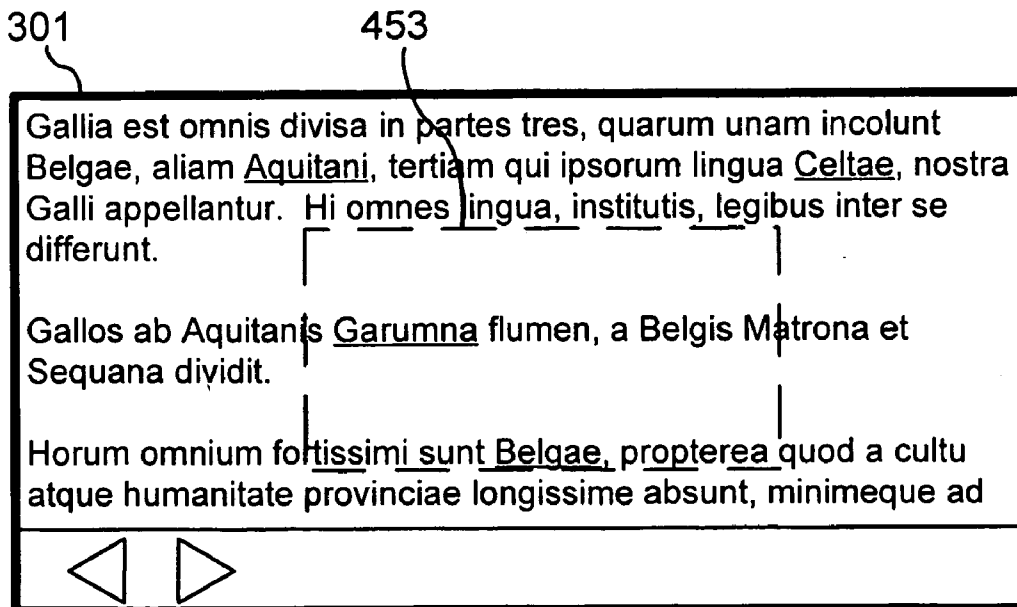 301 453
Gallia est omnis divisa in partes tres, quarum unam incolunt
Belgae, aliam Aquitani, tertiam qui ipsorum lingua Celtae, nostra
Galli appellantur. Hi omnes lingua, institutis, legibus inter se
differunt.
Gallos ab Aquitanis Garumna flumen, a Belgis Matrona et
Sequana dividit.
Horum omnium fortissimi sunt Belgae, propterea quod a cultu
atque humanitate provinciae longissime absunt, minimeque ad